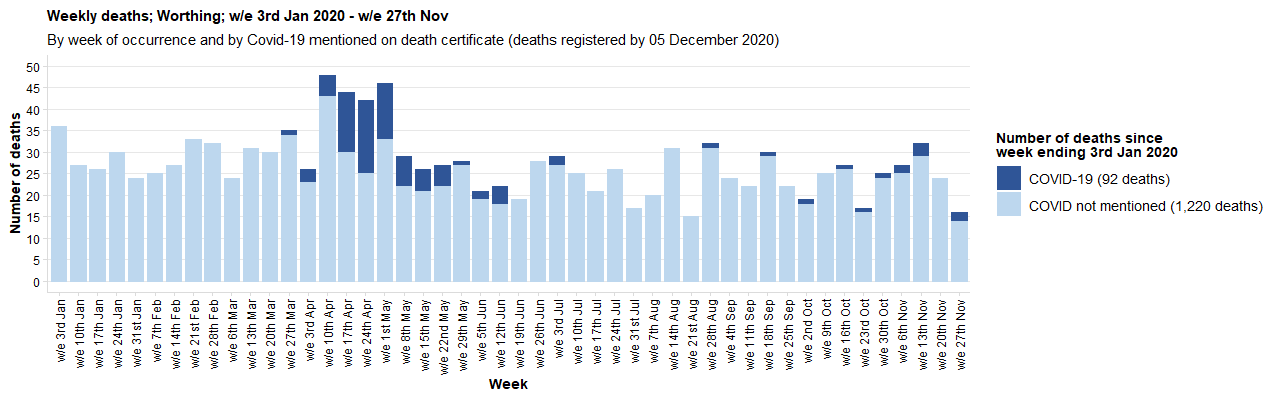 Weekly deaths; Worthing; w/e 3rd Jan 2020 - w/e 27th Nov
By week of occurrence and by Covid-19 mentioned on death certificate (deaths registered by 05 December 2020)
Number of deaths
50
45
40
35
30
25
20
15
10
5
0
w/e 3rd Jan
w/e 10th Jan
w/e 17th Jan
w/e 24th Jan
w/e 31st Jan
w/e 7th Feb
w/e 14th Feb
w/e 21st Feb
w/e 28th Feb
w/e 6th Mar
w/e 13th Mar
w/e 20th Mar
w/e 27th Mar
w/e 3rd Apr
w/e 10th Apr
w/e 17th Apr
w/e 24th Apr
w/e 1st May
w/e 8th May
w/e 15th May
w/e 22nd May
w/e 29th May
w/e 5th Jun
w/e 12th Jun
w/e 19th Jun
w/e 26th Jun
w/e 3rd Jul
w/e 10th Jul
w/e 17th Jul
w/e 24th Jul
w/e 31st Jul
w/e 7th Aug
w/e 14th Aug
w/e 21st Aug
w/e 28th Aug
w/e 4th Sep
w/e 11th Sep
w/e 18th Sep
w/e 25th Sep
w/e 2nd Oct
w/e 9th Oct
w/e 16th Oct
w/e 23rd Oct
w/e 30th Oct
w/e 6th Nov
w/e 13th Nov
w/e 20th Nov
w/e 27th Nov
Week
Number of deaths since
week ending 3rd Jan 2020
COVID-19 (92 deaths)
COVID not mentioned (1,220 deaths)